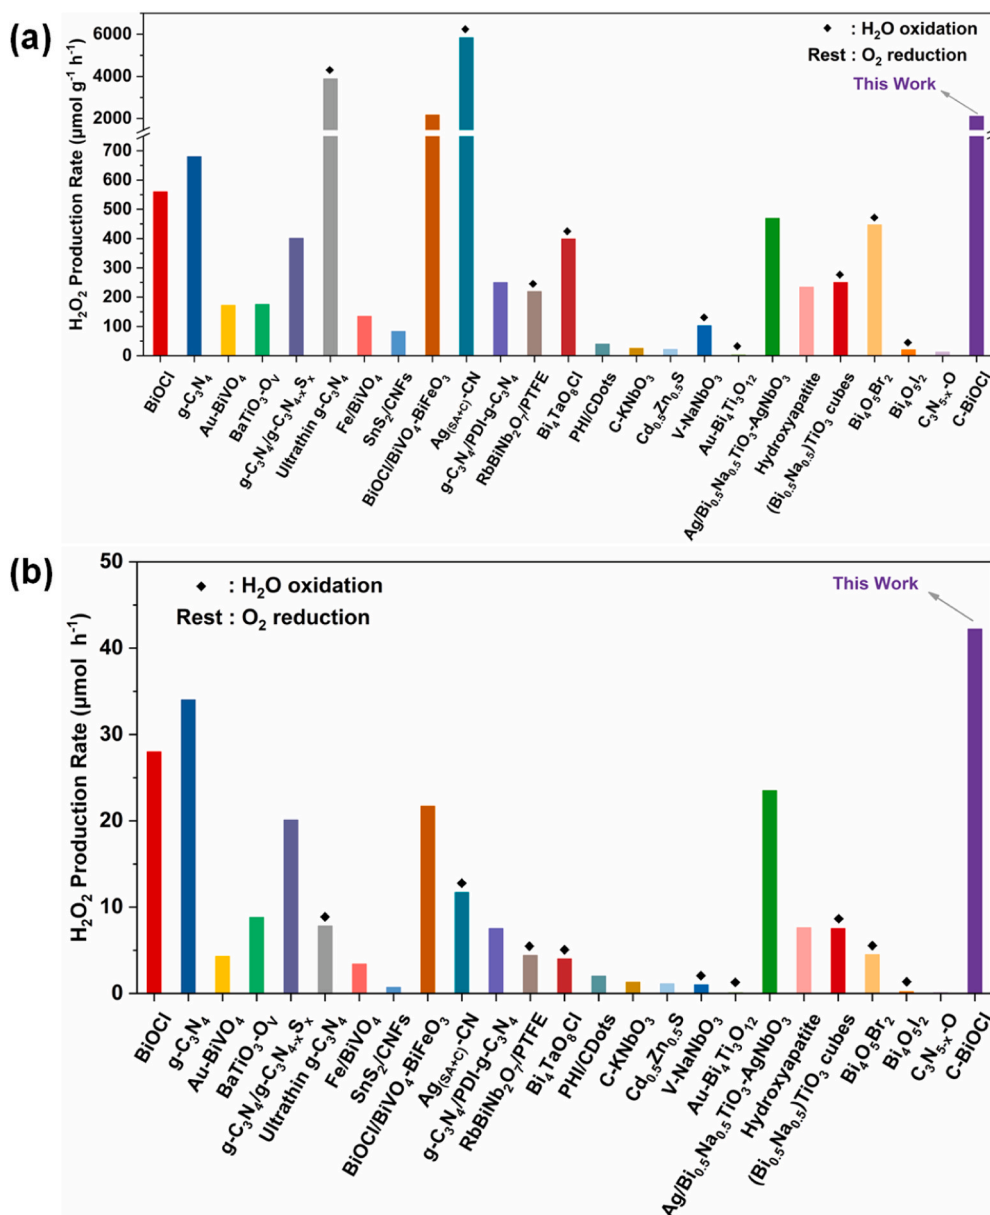 (a)
H₂O₂ Production Rate (μmol g⁻¹ h⁻¹)
6000
5000
4000
3000
2000
700
600
500
400
300
200
100
0
◆ : H₂O oxidation
Rest : O₂ reduction
This Work
BiOCl
g-C₃N₄
Au-BiVO₄
BaTiO₃-Oᵥ
g-C₃N₄/g-C₃N₄₋ₓSₓ
Ultrathin g-C₃N₄
Fe/BiVO₄
SnS₂/CNFs
BiOCl/BiVO₄-BiFeO₃
Ag₍SA+C₎-CN
g-C₃N₄/PDI-g-C₃N₄
RbBiNb₂O₇/PTFE
Bi₄TaO₈Cl
PHI/CDots
C-KNbO₃
Cd₀.₅Zn₀.₅S
V-NaNbO₃
Au-Bi₄Ti₃O₁₂
Ag/Bi₀.₅Na₀.₅TiO₃-AgNbO₃
Hydroxyapatite
(Bi₀.₅Na₀.₅)TiO₃ cubes
Bi₄O₅Br₂
Bi₄O₅I₂
C₃N₅₋ₓ-O
C-BiOCl
(b)
H₂O₂ Production Rate (μmol h⁻¹)
50
40
30
20
10
0
◆ : H₂O oxidation
Rest : O₂ reduction
This Work
BiOCl
g-C₃N₄
Au-BiVO₄
BaTiO₃-Oᵥ
g-C₃N₄/g-C₃N₄₋ₓSₓ
Ultrathin g-C₃N₄
Fe/BiVO₄
SnS₂/CNFs
BiOCl/BiVO₄-BiFeO₃
Ag₍SA+C₎-CN
g-C₃N₄/PDI-g-C₃N₄
RbBiNb₂O₇/PTFE
Bi₄TaO₈Cl
PHI/CDots
C-KNbO₃
Cd₀.₅Zn₀.₅S
V-NaNbO₃
Au-Bi₄Ti₃O₁₂
Ag/Bi₀.₅Na₀.₅TiO₃-AgNbO₃
Hydroxyapatite
(Bi₀.₅Na₀.₅)TiO₃ cubes
Bi₄O₅Br₂
Bi₄O₅I₂
C₃N₅₋ₓ-O
C-BiOCl